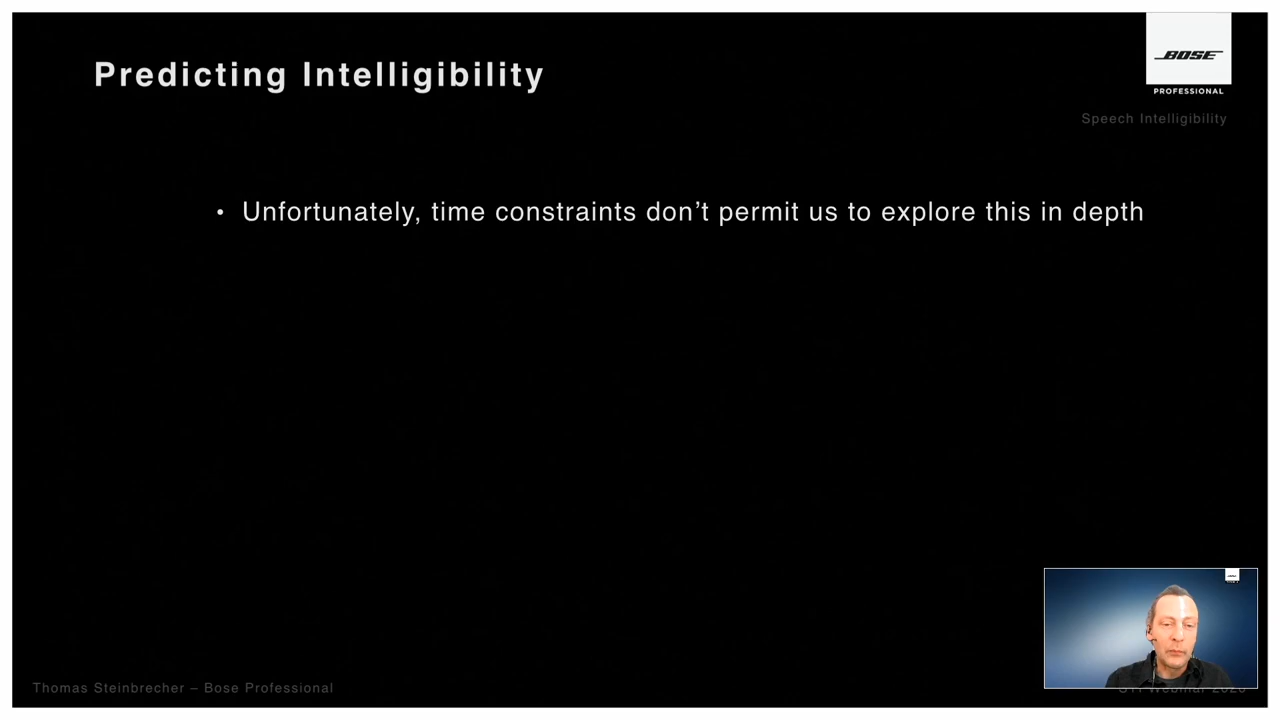 Predicting Intelligibility
BOSE
PROFESSIONAL
Speech Intelligibility
• Unfortunately, time constraints don’t permit us to explore this in depth
Thomas Steinbrecher – Bose Professional
Webinar